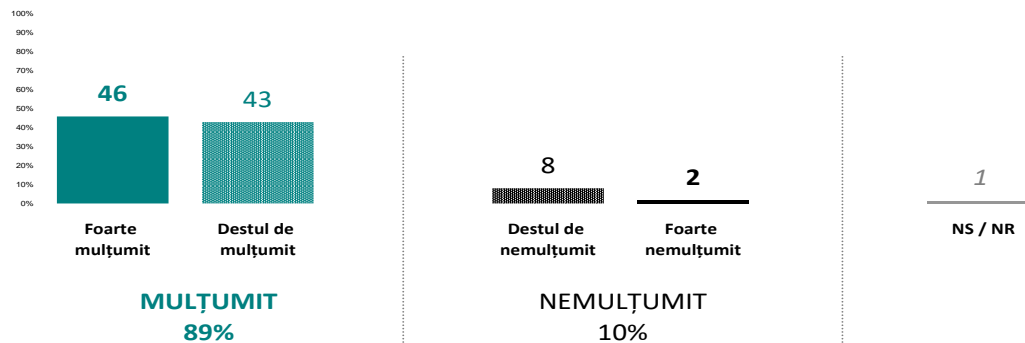 100%
90%
80%
70%
60%
50%
40%
30%
20%
10%
0%
46
43
8
2
1
Foarte
mulțumit
Destul de
mulțumit
Destul de
nemulțumit
Foarte
nemulțumit
NS / NR
MULȚUMIT
89%
NEMULȚUMIT
10%